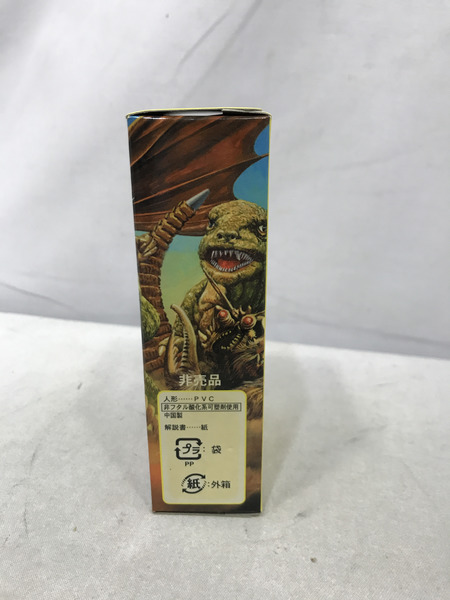 非売品
人形……PVC
非フタル酸化系可塑剤使用
中国製
解説書……紙
プラ:袋
PP
紙:外箱